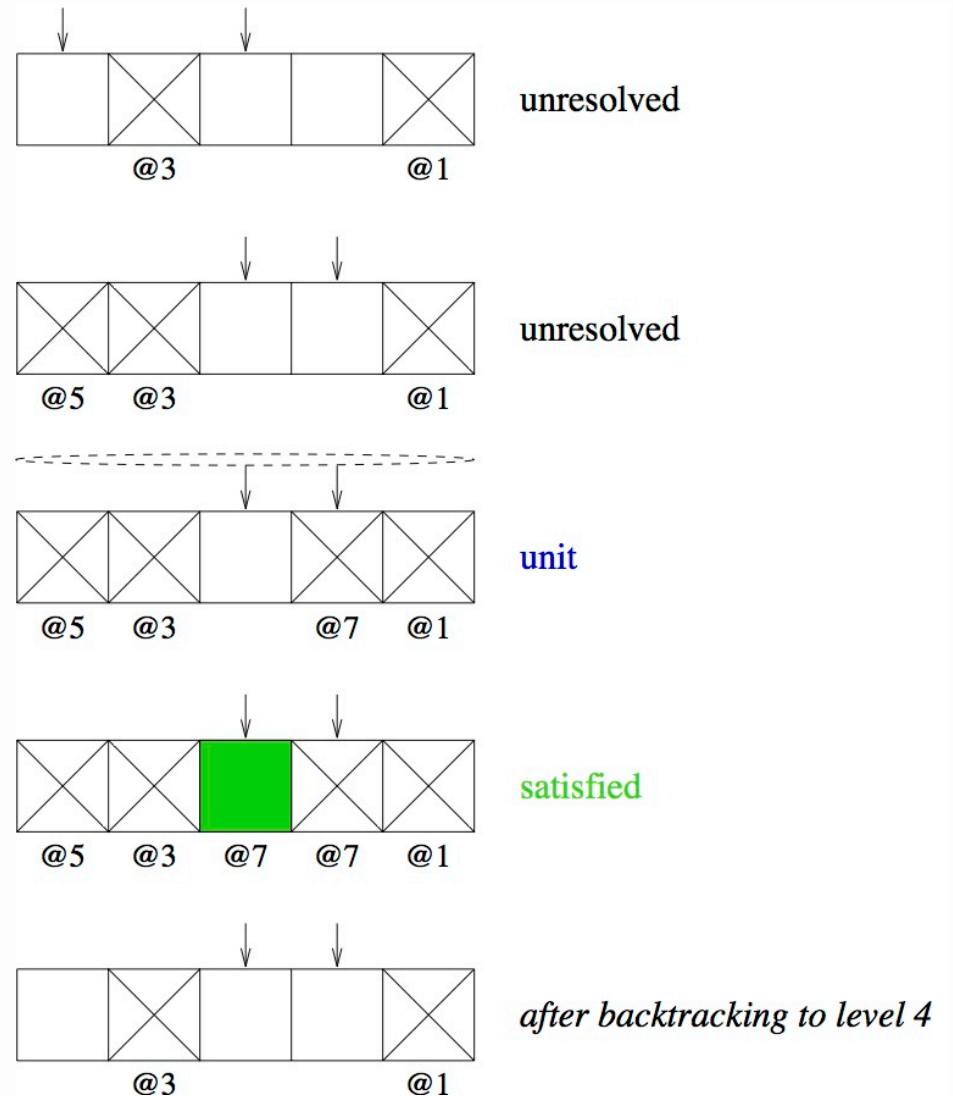 unresolved
@3 @1
unresolved
@5 @3 @1
unit
@5 @3 @7 @1
satisfied
@5 @3 @7 @7 @1
after backtracking to level 4
@3 @1